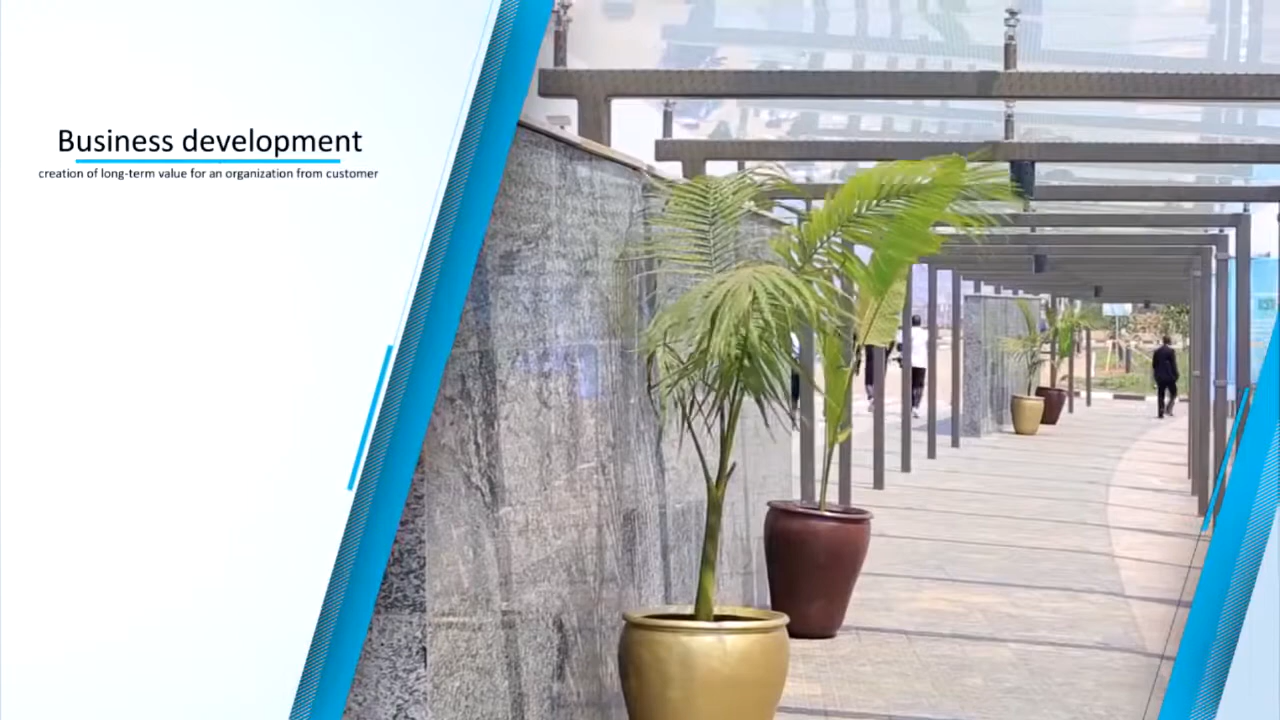 Business development
creation of long-term value for an organization from customer